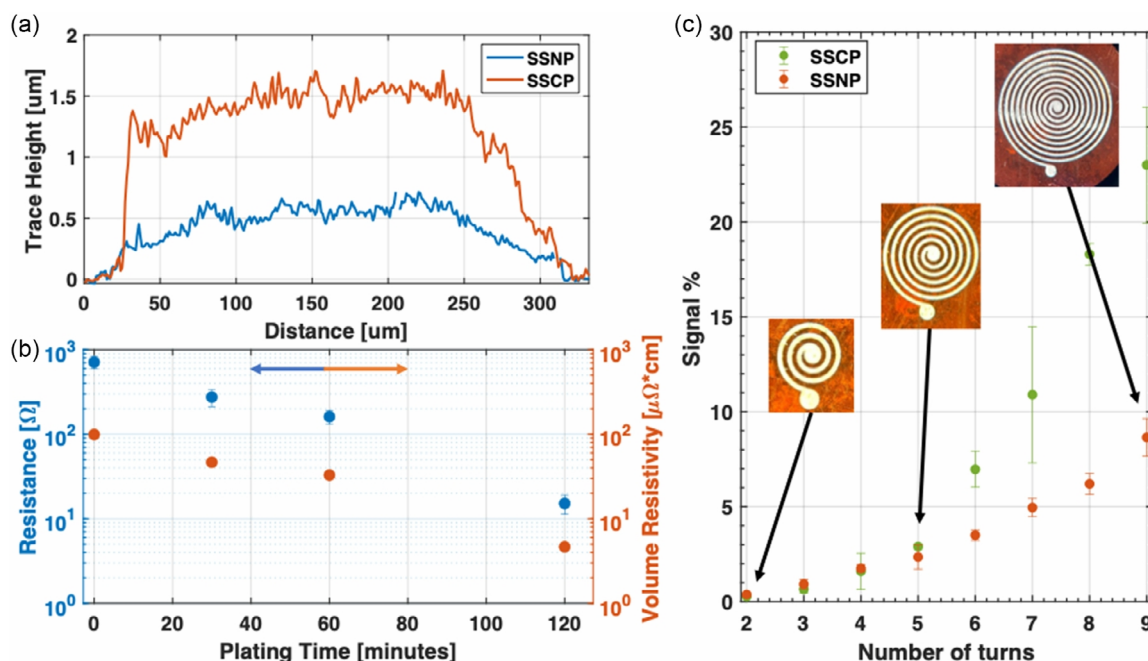 (a)
2
1.5
1
0.5
0
Trace Height [um]
SSNP
SSCP
0 50 100 150 200 250 300
Distance [um]
(b)
10³
10²
10¹
10⁰
Resistance [Ω]
10³
10²
10¹
10⁰
Volume Resistivity [μΩ*cm]
0 20 40 60 80 100 120
Plating Time [minutes]
(c)
30
25
20
15
10
5
0
Signal %
SSCP
SSNP
2 3 4 5 6 7 8 9
Number of turns